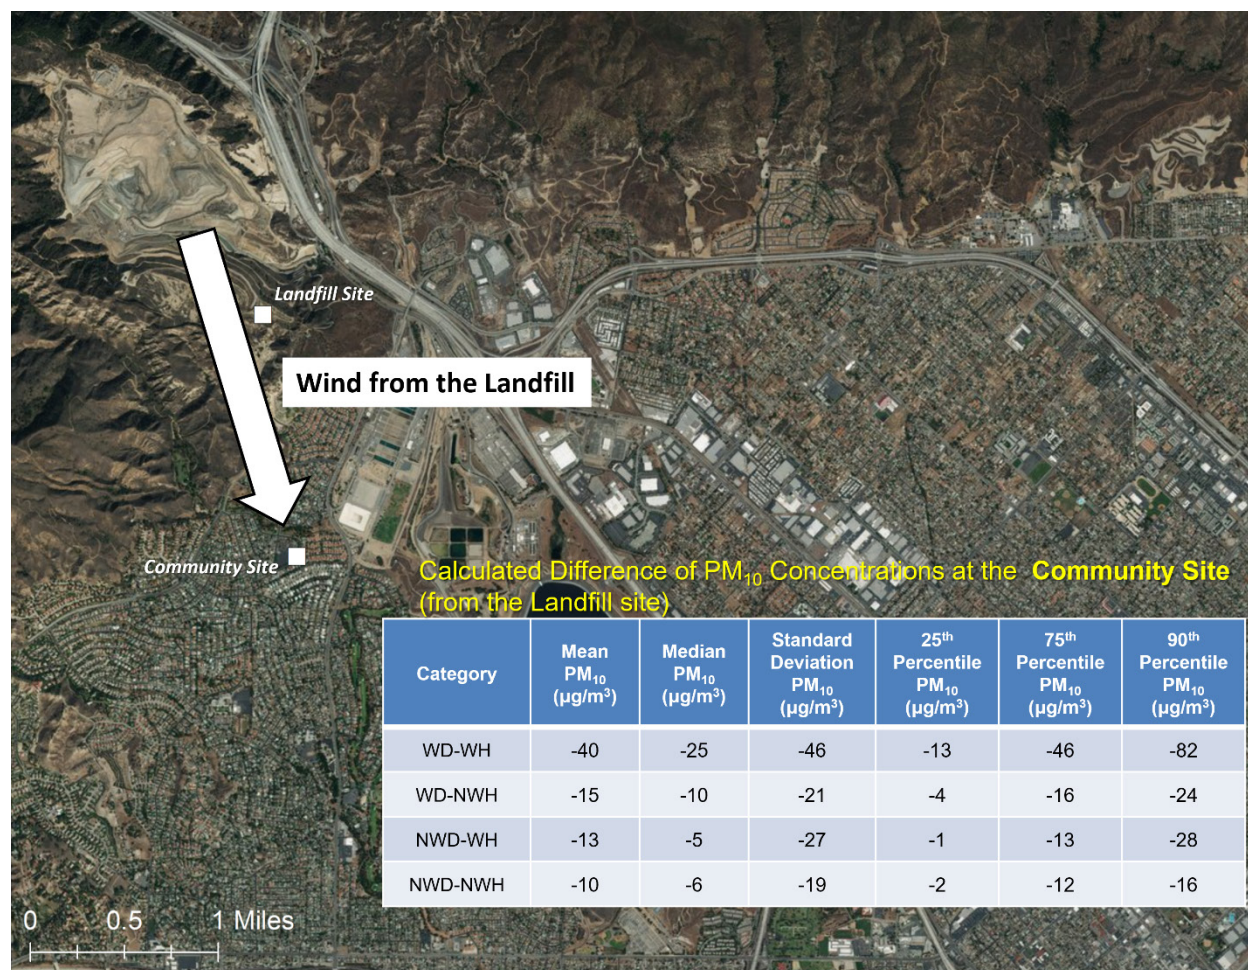 Landfill Site
Wind from the Landfill
Community Site
Calculated Difference of PM₁₀ Concentrations at the Community Site
(from the Landfill site)
Category
Mean
PM₁₀
(µg/m³)
Median
PM₁₀
(µg/m³)
Standard
Deviation
PM₁₀
(µg/m³)
25th
Percentile
PM₁₀
(µg/m³)
75th
Percentile
PM₁₀
(µg/m³)
90th
Percentile
PM₁₀
(µg/m³)
WD-WH -40 -25 -46 -13 -46 -82
WD-NWH -15 -10 -21 -4 -16 -24
NWD-WH -13 -5 -27 -1 -13 -28
NWD-NWH -10 -6 -19 -2 -12 -16
0 0.5 1 Miles